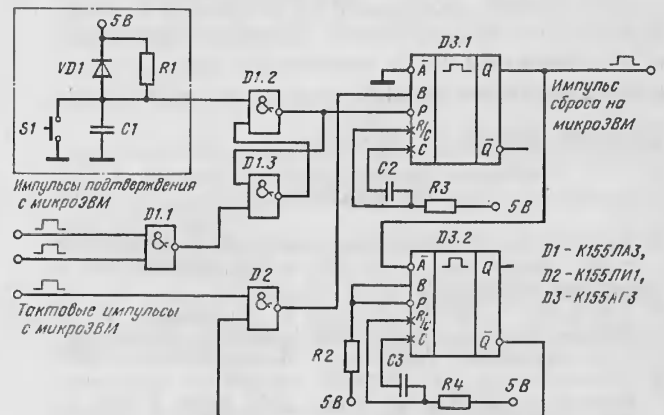 5В
VD1
R1
S1
C1
Импульсы подтверждения
с микроЭВМ
D1.1
&
D1.2
&
D1.3
&
D2
&
Тактовые импульсы
с микроЭВМ
D3.1
Ā
B
P
R/C
C
Q
Q̄
C2
R3
5В
Импульс
сброса на
микроЭВМ
D3.2
Ā
B
P
R/C
C
Q
Q̄
R2
5В
C3
R4
5В
D1 - К155ЛА3,
D2 - К155ЛИ1,
D3 - К155АГ3